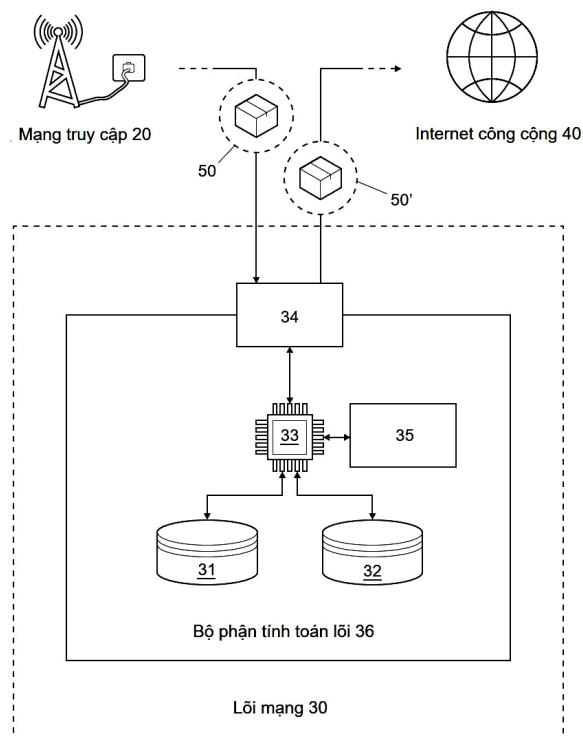 Mạng truy cập 20
Internet công cộng 40
50
50’
34
33
35
31
32
Bộ phận tính toán lõi 36
Lõi mạng 30